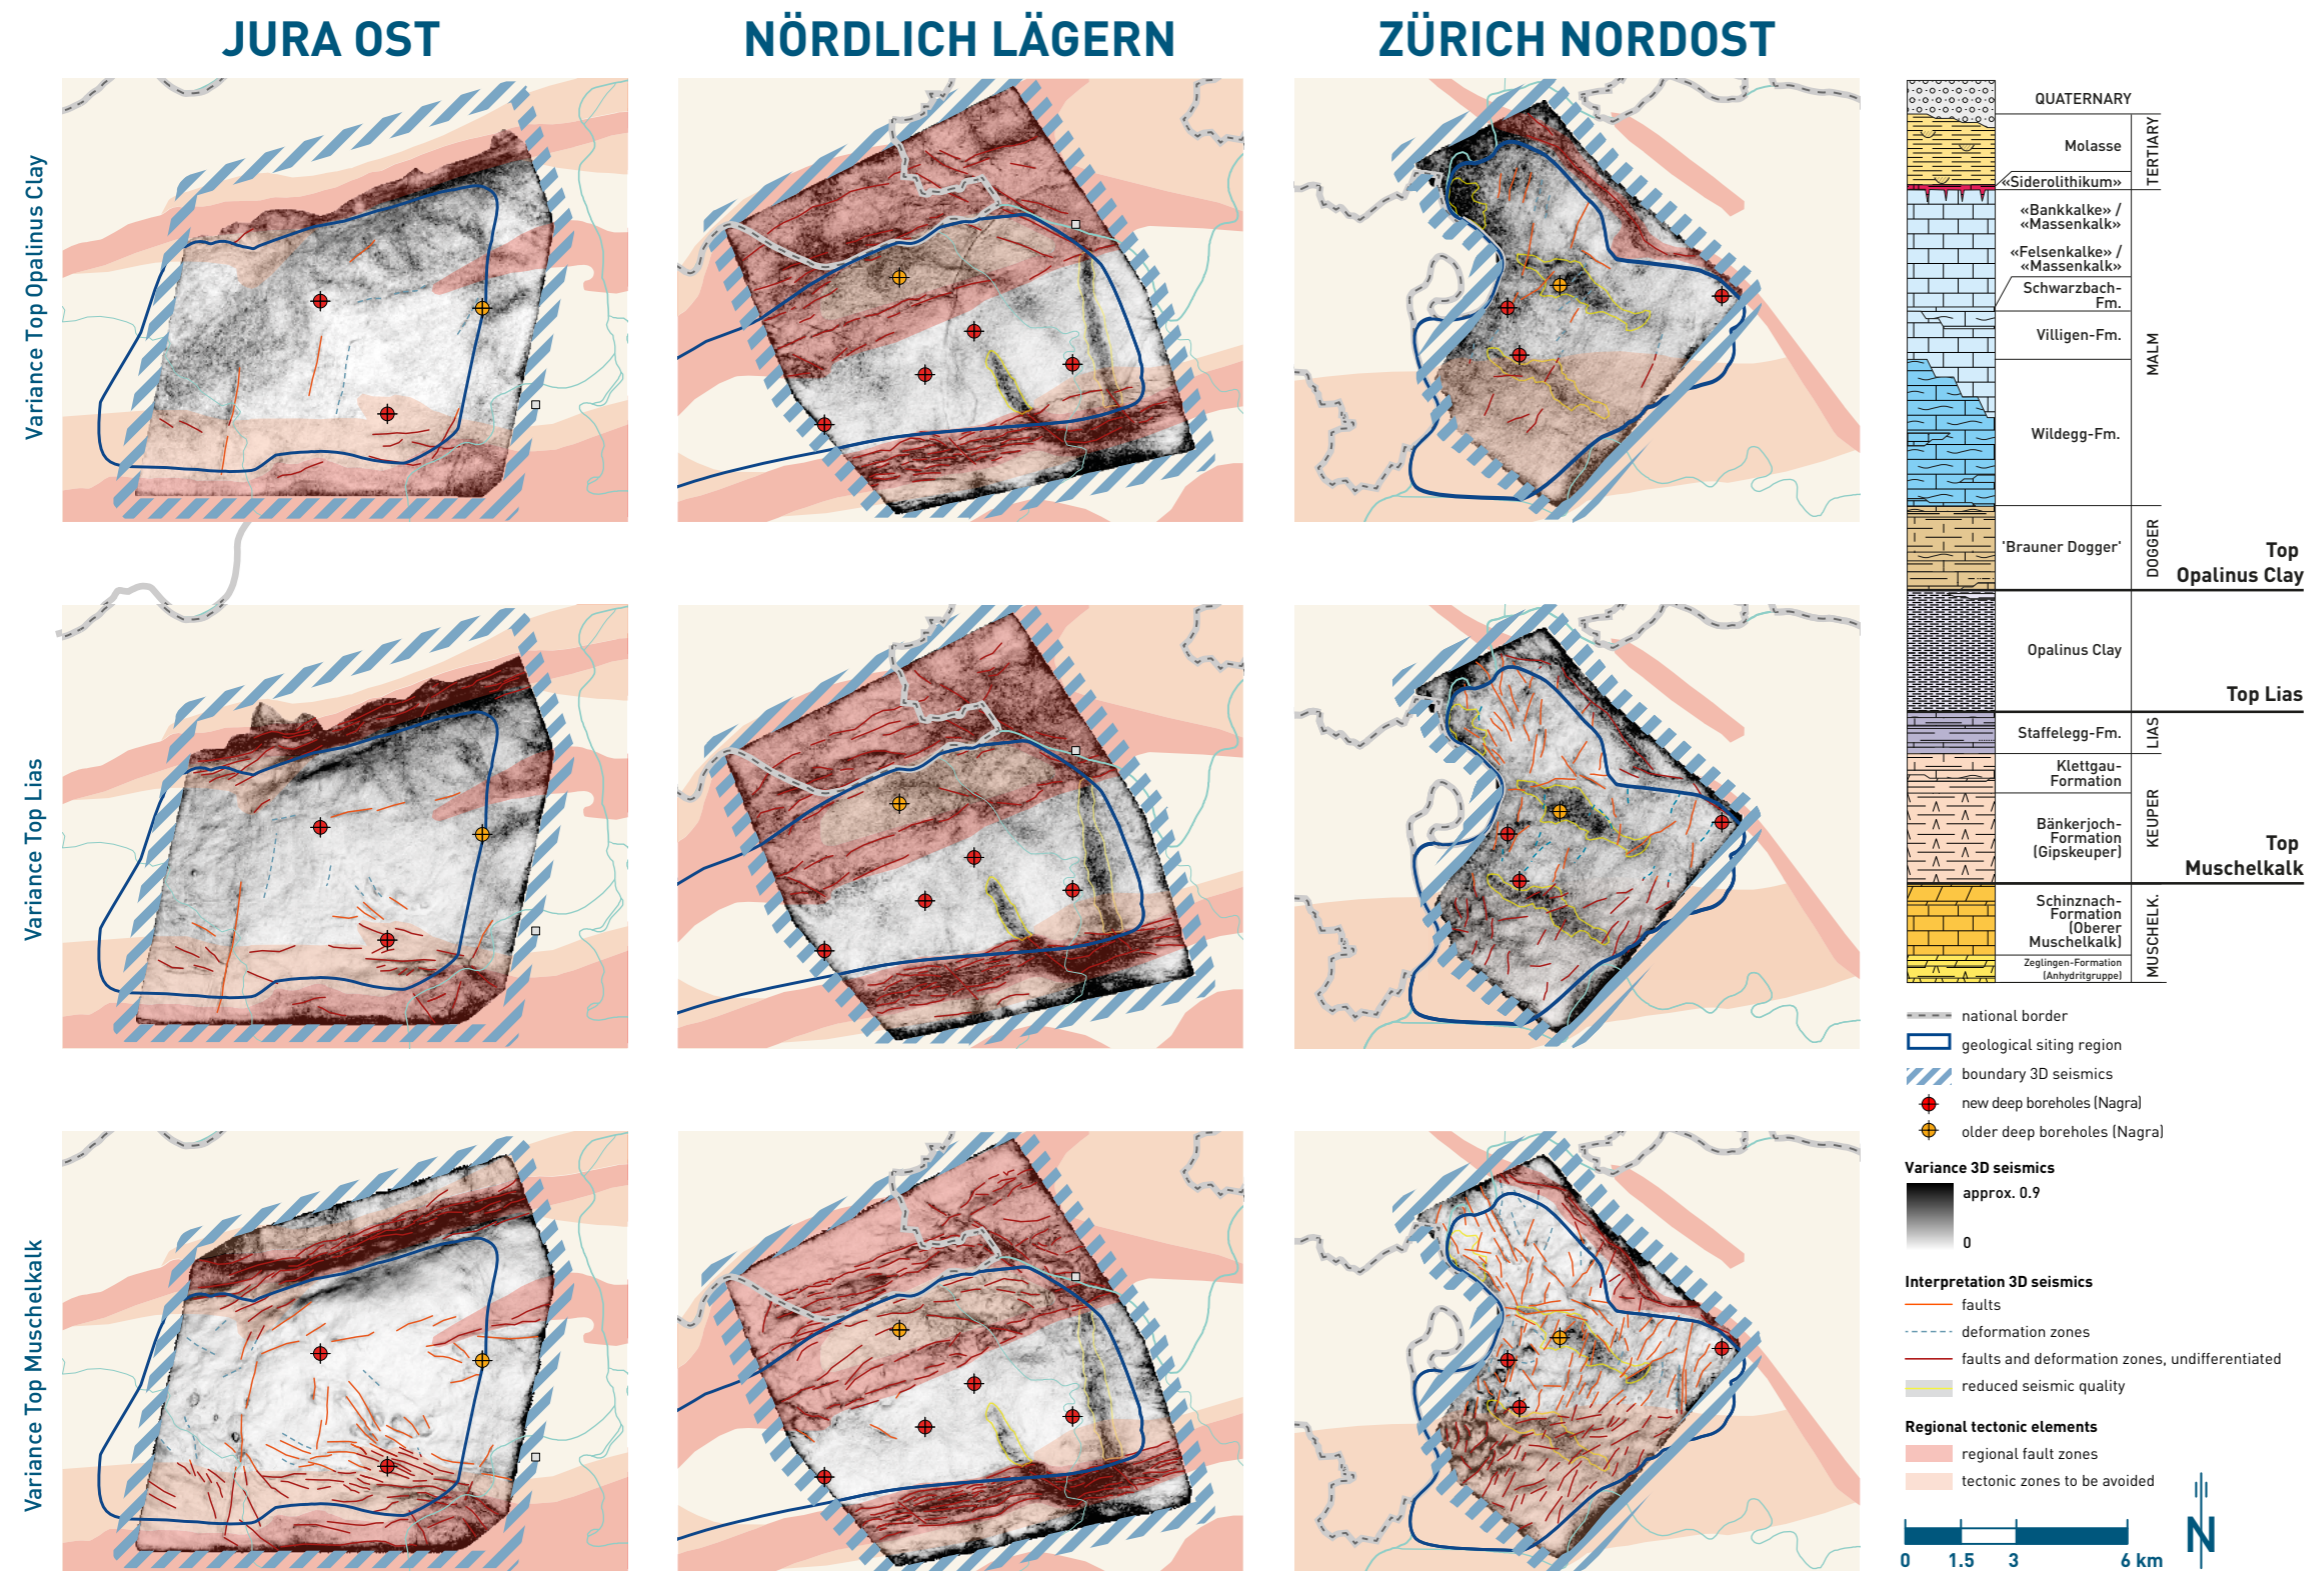 JURA OST
NÖRDLICH LÄGERN
ZÜRICH NORDOST
Variance Top Opalinus Clay
Variance Top Lias
Variance Top Muschelkalk
QUATERNARY
Molasse
«Siderolithikum»
TERTIARY
«Bankkalke» /
«Massenkalk»
«Felsenkalke» /
«Massenkalk»
Schwarzbach-
Fm.
Villigen-Fm.
Wildegg-Fm.
MALM
'Brauner Dogger'
DOGGER
Top
Opalinus Clay
Opalinus Clay
Top Lias
Staffelegg-Fm.
LIAS
Klettgau-
Formation
Bänkerjoch-
Formation
(Gipskeuper)
KEUPER
Top
Muschelkalk
Schinznach-
Formation
(Oberer
Muschelkalk)
Zeglingen-Formation
(Anhydritgruppe)
MUSCHELK.
national border
geological siting region
boundary 3D seismics
new deep boreholes (Nagra)
older deep boreholes (Nagra)
Variance 3D seismics
approx. 0.9
0
Interpretation 3D seismics
faults
deformation zones
faults and deformation zones, undifferentiated
reduced seismic quality
Regional tectonic elements
regional fault zones
tectonic zones to be avoided
0 1.5 3 6 km
N